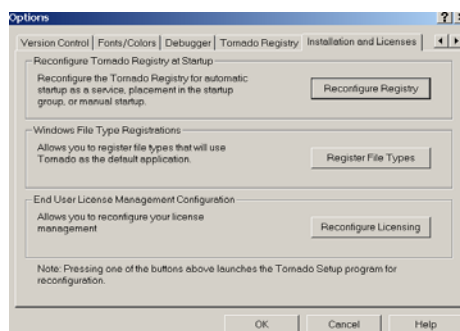 Options
Version Control
Fonts/Colors
Debugger
Tornado Registry
Installation and Licenses
Reconfigure Tornado Registry at Startup
Reconfigure the Tornado Registry for automatic
startup as a service, placement in the startup
group, or manual startup.
Reconfigure Registry
Windows File Type Registrations
Allows you to register file types that will use
Tornado as the default application.
Register File Types
End User License Management Configuration
Allows you to reconfigure your license
management
Reconfigure Licensing
Note: Pressing one of the buttons above launches the Tornado Setup program for
reconfiguration.
OK
Cancel
Help